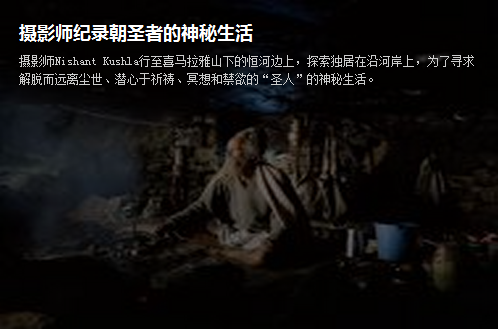 摄影师纪录朝圣者的神秘生活
摄影师Nishant Kushla行至喜马拉雅山下的恒河边上，探索独居在沿河岸上，为了寻求
解脱而远离尘世、潜心于祈祷、冥想和禁欲的“圣人”的神秘生活。